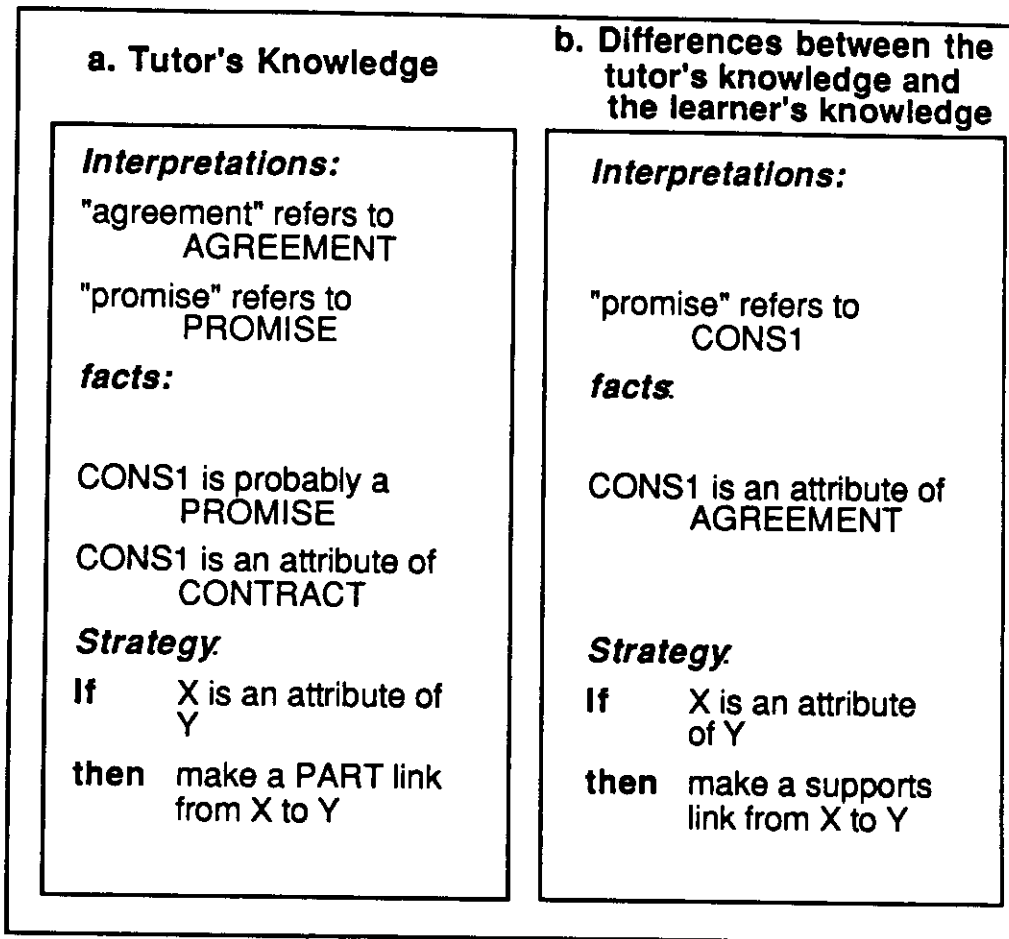 a. Tutor's Knowledge
Interpretations:
"agreement" refers to
AGREEMENT
"promise" refers to
PROMISE
facts:
CONS1 is probably a
PROMISE
CONS1 is an attribute of
CONTRACT
Strategy:
If X is an attribute of
Y
then make a PART link
from X to Y
b. Differences between the
tutor's knowledge and
the learner's knowledge
Interpretations:
"promise" refers to
CONS1
facts:
CONS1 is an attribute of
AGREEMENT
Strategy:
If X is an attribute
of Y
then make a supports
link from X to Y